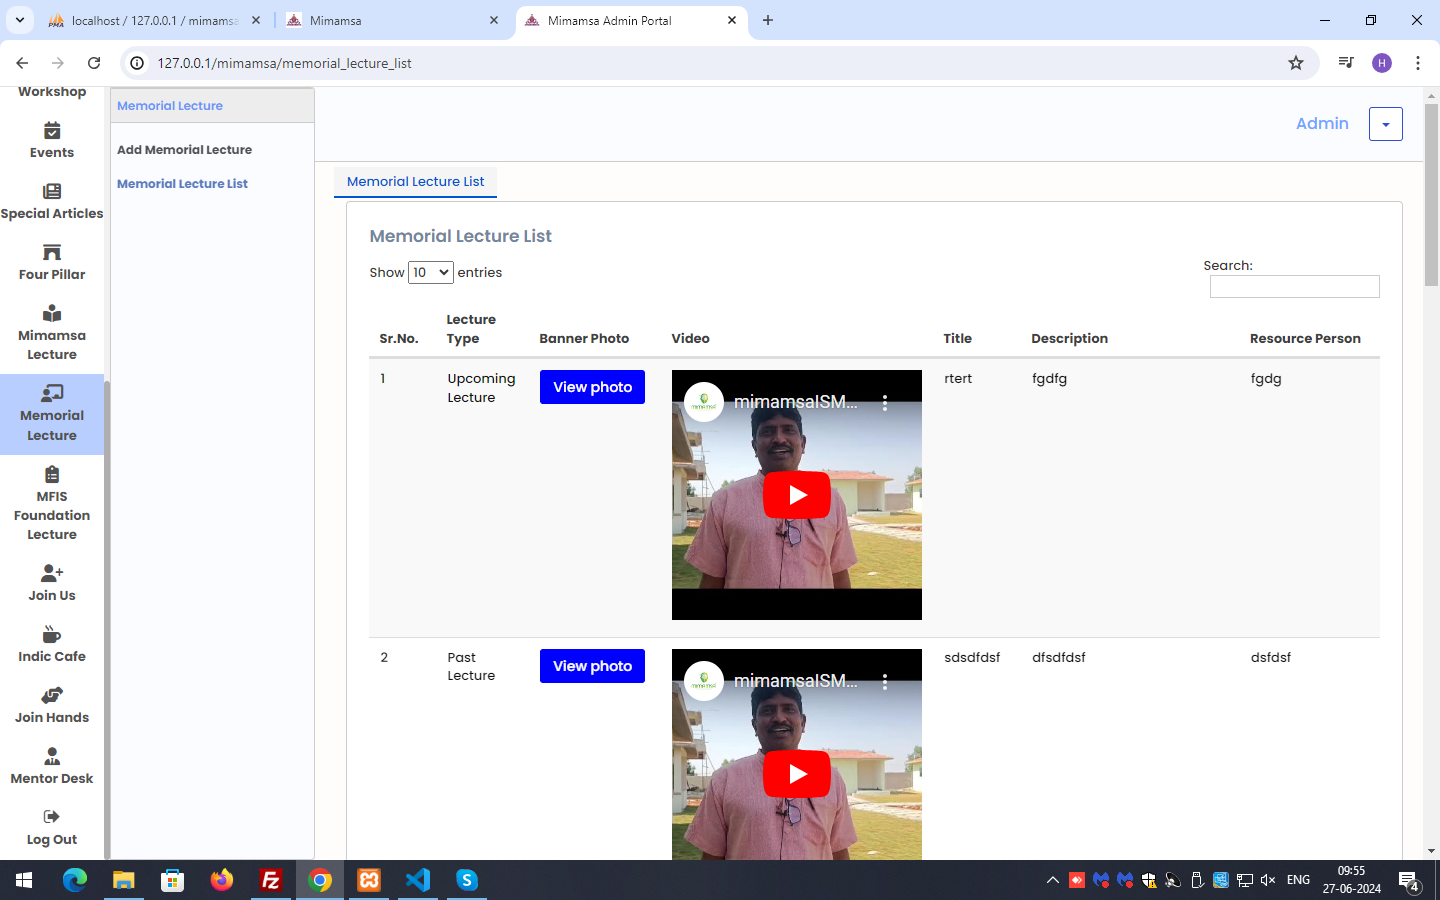 localhost / 127.0.0.1 / mimamsa
Mimamsa
Mimamsa Admin Portal
127.0.0.1/mimamsa/memorial_lecture_list
H
Workshop
Events
Special Articles
Four Pillar
Mimamsa
Lecture
Memorial
Lecture
MFIS
Foundation
Lecture
Join Us
Indic Cafe
Join Hands
Mentor Desk
Log Out
Memorial Lecture
Add Memorial Lecture
Memorial Lecture List
Admin
Memorial Lecture List
Memorial Lecture List
Show 10 entries
Search:
Sr.No. Lecture Type Banner Photo Video Title Description Resource Person
1 Upcoming Lecture View photo mimamsaISM... rtert fgdfg fgdg
2 Past Lecture View photo mimamsaISM... sdsdfdsf dfsdfdsf dsfdsf
ENG
09:55
27-06-2024
4